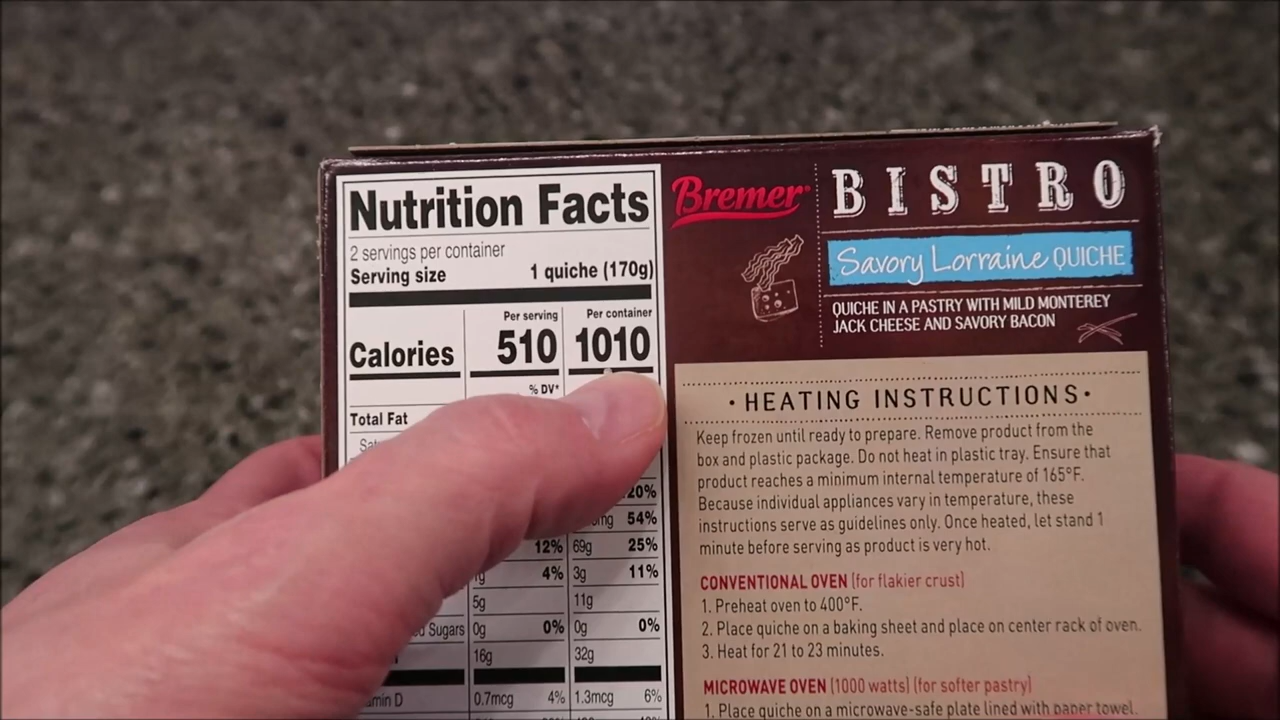 Nutrition Facts
2 servings per container
Serving size 1 quiche (170g)
Per serving Per container
Calories 510 1010
% DV*
Total Fat
20%
54%
12% 69g 25%
4% 3g 11%
5g 11g
Sugars 0g 0% 0g 0%
16g 32g
0.7mcg 4% 1.3mcg 6%
Bremer
BISTRO
Savory Lorraine QUICHE
QUICHE IN A PASTRY WITH MILD MONTEREY
JACK CHEESE AND SAVORY BACON
• HEATING INSTRUCTIONS •
Keep frozen until ready to prepare. Remove product from the
box and plastic package. Do not heat in plastic tray. Ensure that
product reaches a minimum internal temperature of 165°F.
Because individual appliances vary in temperature, these
instructions serve as guidelines only. Once heated, let stand 1
minute before serving as product is very hot.
CONVENTIONAL OVEN (for flakier crust)
1. Preheat oven to 400°F.
2. Place quiche on a baking sheet and place on center rack of oven.
3. Heat for 21 to 23 minutes.
MICROWAVE OVEN (1000 watts) (for softer pastry)
1. Place quiche on a microwave-safe plate lined with paper towel.